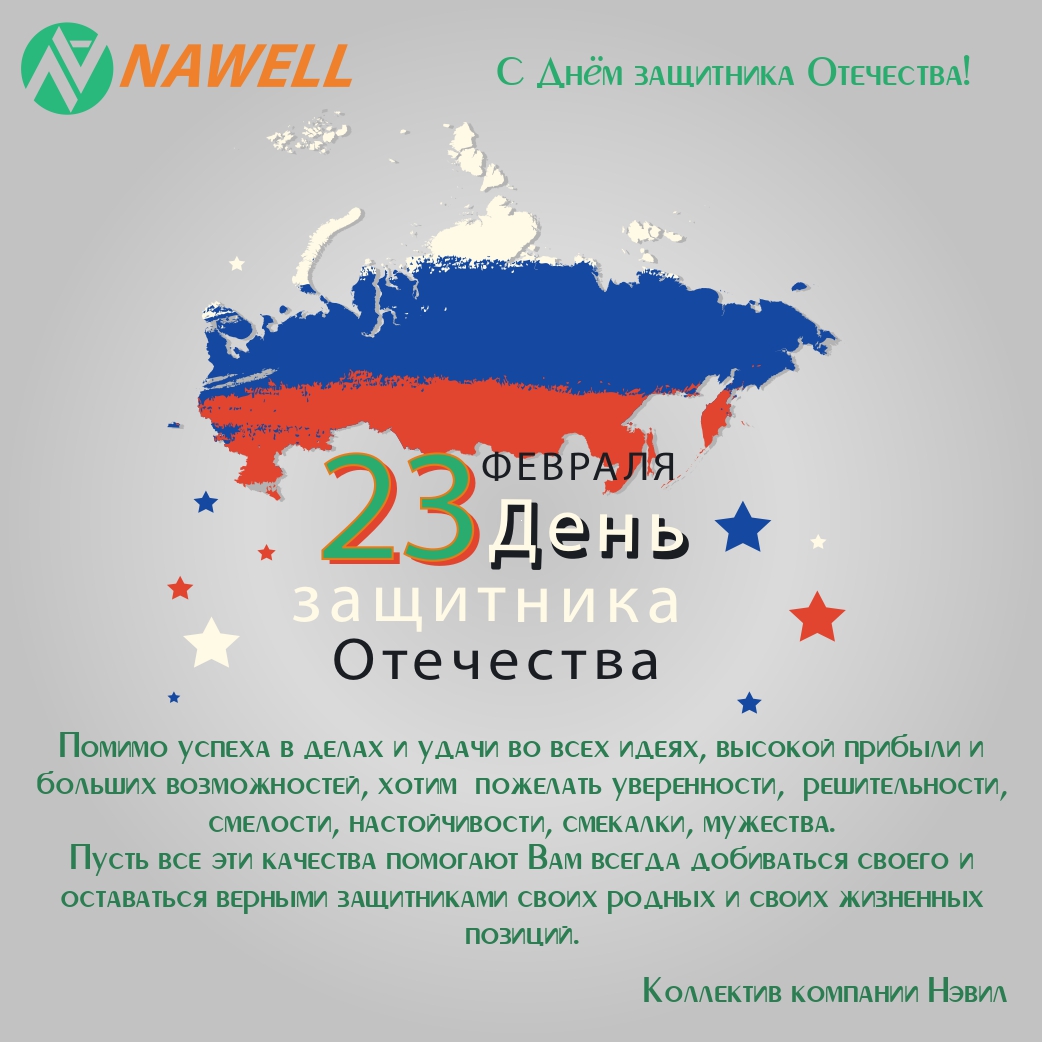 NAWELL
С Днём защитника Отечества!
23 ФЕВРАЛЯ
День
защитника
Отечества
Помимо успеха в делах и удачи во всех идеях, высокой прибыли и
больших возможностей, хотим пожелать уверенности, решительности,
смелости, настойчивости, смекалки, мужества.
Пусть все эти качества помогают Вам всегда добиваться своего и
оставаться верными защитниками своих родных и своих жизненных
позиций.
Коллектив компании Нэвил